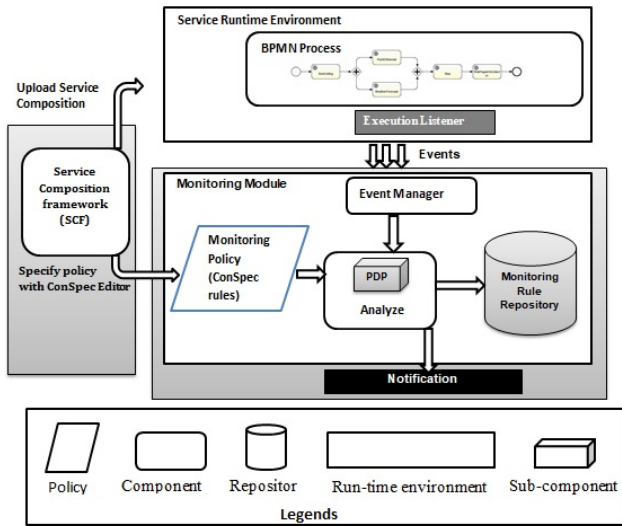 Service Runtime Environment
BPMN Process
Upload Service
Composition
Execution Listener
Events
Service
Composition
framework
(SCF)
Specify policy
with ConSpec Editor
Monitoring Module
Event Manager
Monitoring
Policy
(ConSpec
rules)
PDP
Analyze
Monitoring
Rule
Repository
Notification
Policy
Component
Repositor
Run-time environment
Sub-component
Legends